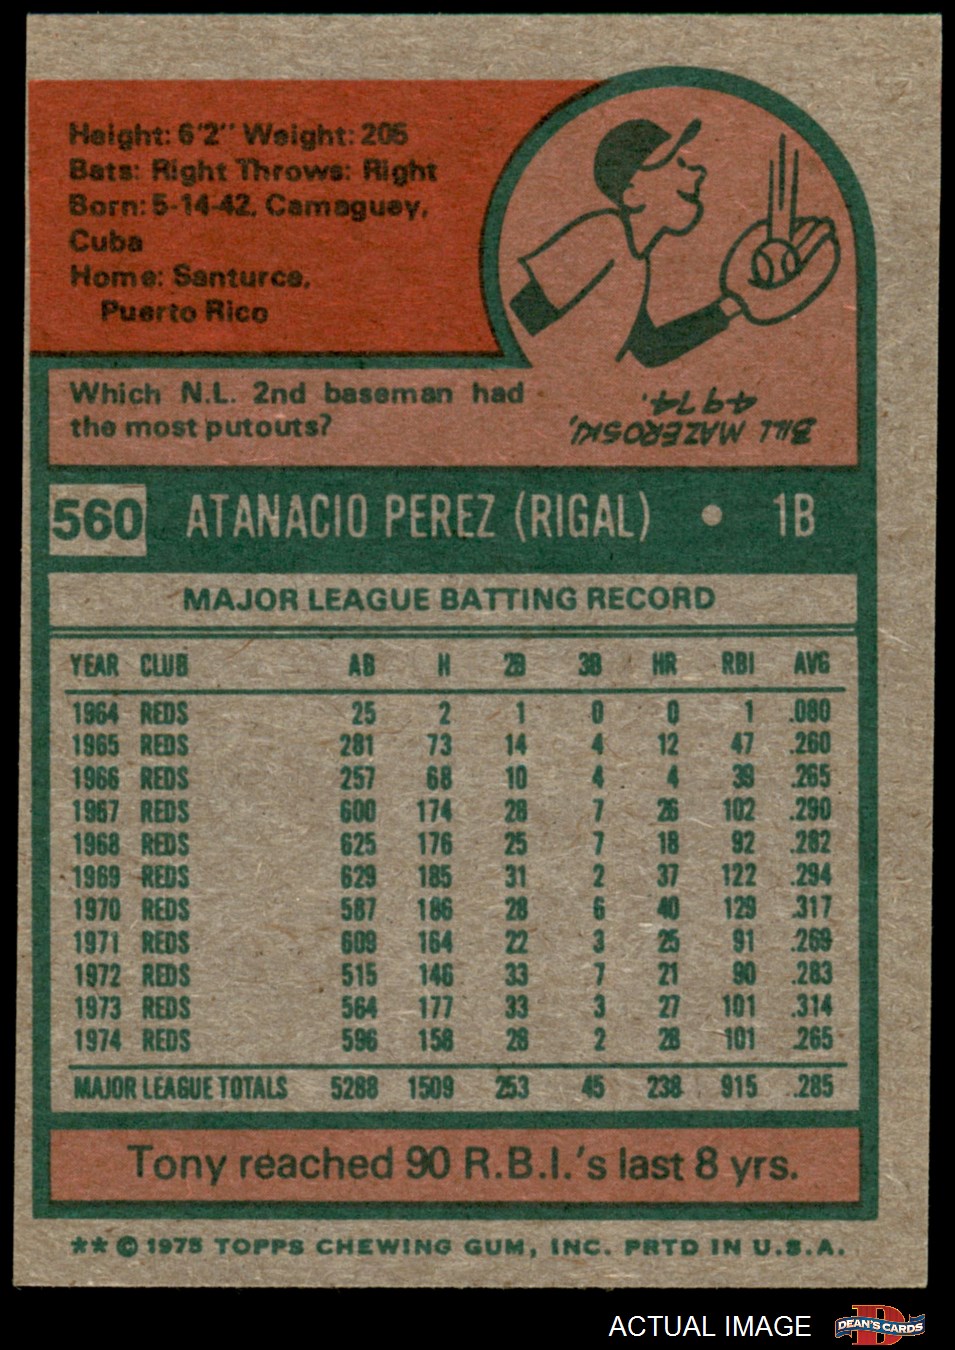 Height: 6'2" Weight: 205
Bats: Right Throws: Right
Born: 5-14-42, Camaguey,
Cuba
Home: Santurce,
Puerto Rico
Which N.L. 2nd baseman had
the most putouts?
BILL MAZEROSKI,
4974.
560 ATANACIO PEREZ (RIGAL) • 1B
MAJOR LEAGUE BATTING RECORD
YEAR CLUB AB H 2B 3B HR RBI AVG
1964 REDS 25 2 1 0 0 1 .080
1965 REDS 281 73 14 4 12 47 .260
1966 REDS 257 68 10 4 4 39 .265
1967 REDS 600 174 28 7 26 102 .290
1968 REDS 625 176 25 7 18 92 .282
1969 REDS 629 185 31 2 37 122 .294
1970 REDS 587 186 28 6 40 129 .317
1971 REDS 609 164 22 3 25 91 .269
1972 REDS 515 146 33 7 21 90 .283
1973 REDS 564 177 33 3 27 101 .314
1974 REDS 596 158 28 2 28 101 .265
MAJOR LEAGUE TOTALS 5288 1509 253 45 238 915 .285
Tony reached 90 R.B.I.'s last 8 yrs.
** © 1975 TOPPS CHEWING GUM, INC. PRTD IN U.S.A.
ACTUAL IMAGE
D
DEAN'S CARDS